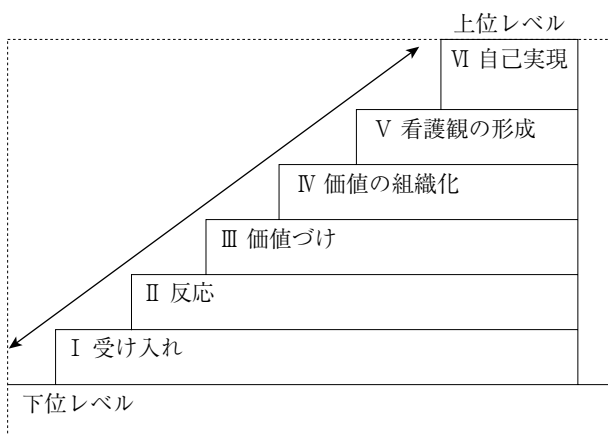 上位レベル
Ⅵ 自己実現
Ⅴ 看護観の形成
Ⅳ 価値の組織化
Ⅲ 価値づけ
Ⅱ 反応
Ⅰ 受け入れ
下位レベル